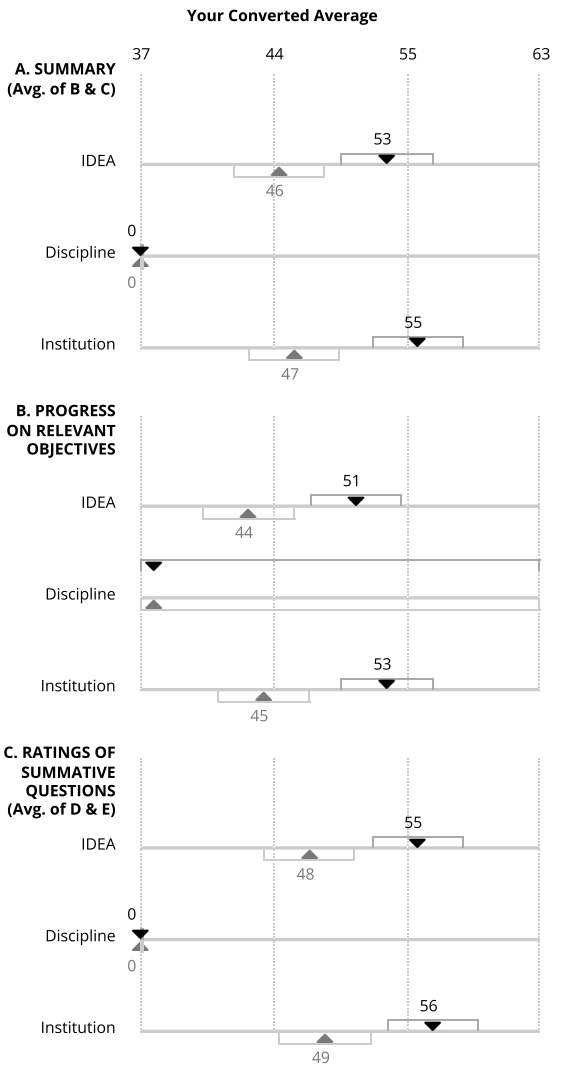 Your Converted Average
37 44 55 63
A. SUMMARY
(Avg. of B & C)
53
IDEA
46
0
Discipline
0
55
Institution
47
B. PROGRESS
ON RELEVANT
OBJECTIVES
51
IDEA
44
Discipline
53
Institution
45
C. RATINGS OF
SUMMATIVE
QUESTIONS
(Avg. of D & E)
55
IDEA
48
0
Discipline
0
56
Institution
49